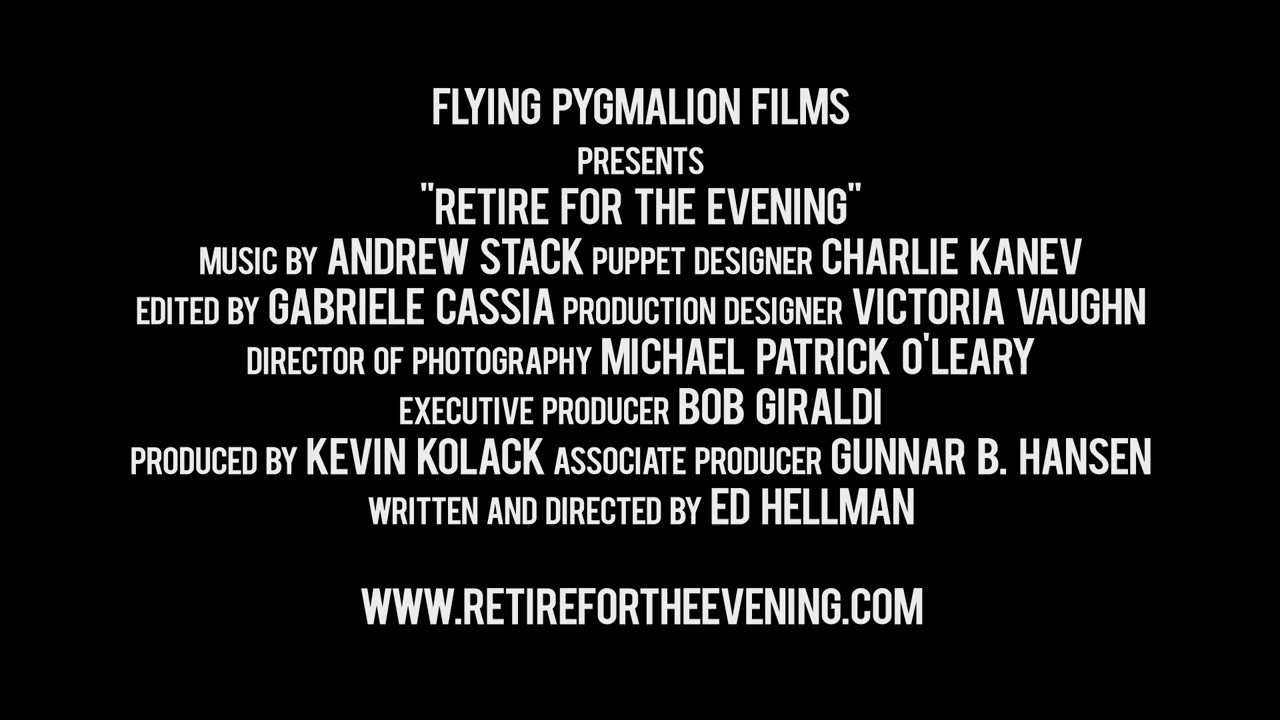 FLYING PYGMALION FILMS
PRESENTS
"RETIRE FOR THE EVENING"
MUSIC BY ANDREW STACK PUPPET DESIGNER CHARLIE KANEV
EDITED BY GABRIELE CASSIA PRODUCTION DESIGNER VICTORIA VAUGHN
DIRECTOR OF PHOTOGRAPHY MICHAEL PATRICK O'LEARY
EXECUTIVE PRODUCER BOB GIRALDI
PRODUCED BY KEVIN KOLACK ASSOCIATE PRODUCER GUNNAR B. HANSEN
WRITTEN AND DIRECTED BY ED HELLMAN
WWW.RETIREFORTHEEVENING.COM